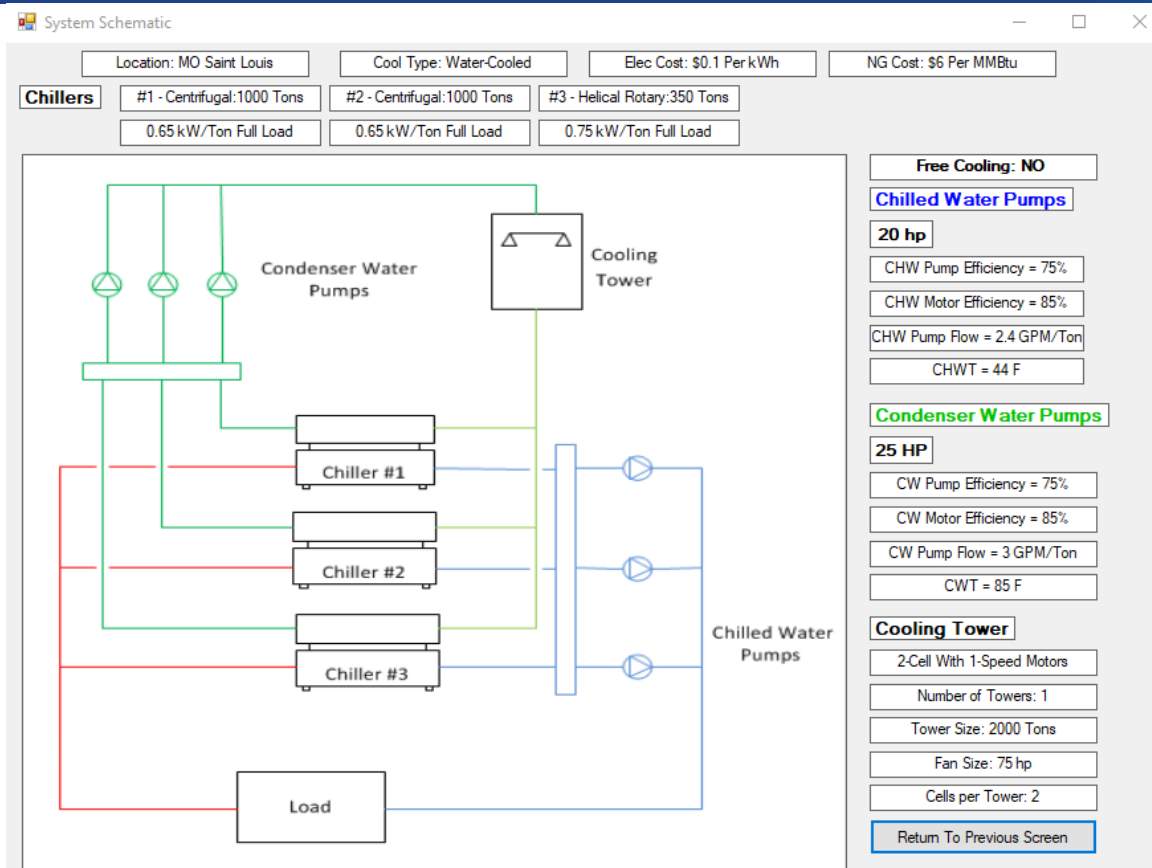 System Schematic
Location: MO Saint Louis
Cool Type: Water-Cooled
Elec Cost: $0.1 Per kWh
NG Cost: $6 Per MMBtu
Chillers
#1 - Centrifugal:1000 Tons
#2 - Centrifugal:1000 Tons
#3 - Helical Rotary:350 Tons
0.65 kW/Ton Full Load
0.65 kW/Ton Full Load
0.75 kW/Ton Full Load
Condenser Water
Pumps
Cooling
Tower
Chiller #1
Chiller #2
Chiller #3
Chilled Water
Pumps
Load
Free Cooling: NO
Chilled Water Pumps
20 hp
CHW Pump Efficiency = 75%
CHW Motor Efficiency = 85%
CHW Pump Flow = 2.4 GPM/Ton
CHWT = 44 F
Condenser Water Pumps
25 HP
CW Pump Efficiency = 75%
CW Motor Efficiency = 85%
CW Pump Flow = 3 GPM/Ton
CWT = 85 F
Cooling Tower
2-Cell With 1-Speed Motors
Number of Towers: 1
Tower Size: 2000 Tons
Fan Size: 75 hp
Cells per Tower: 2
Return To Previous Screen